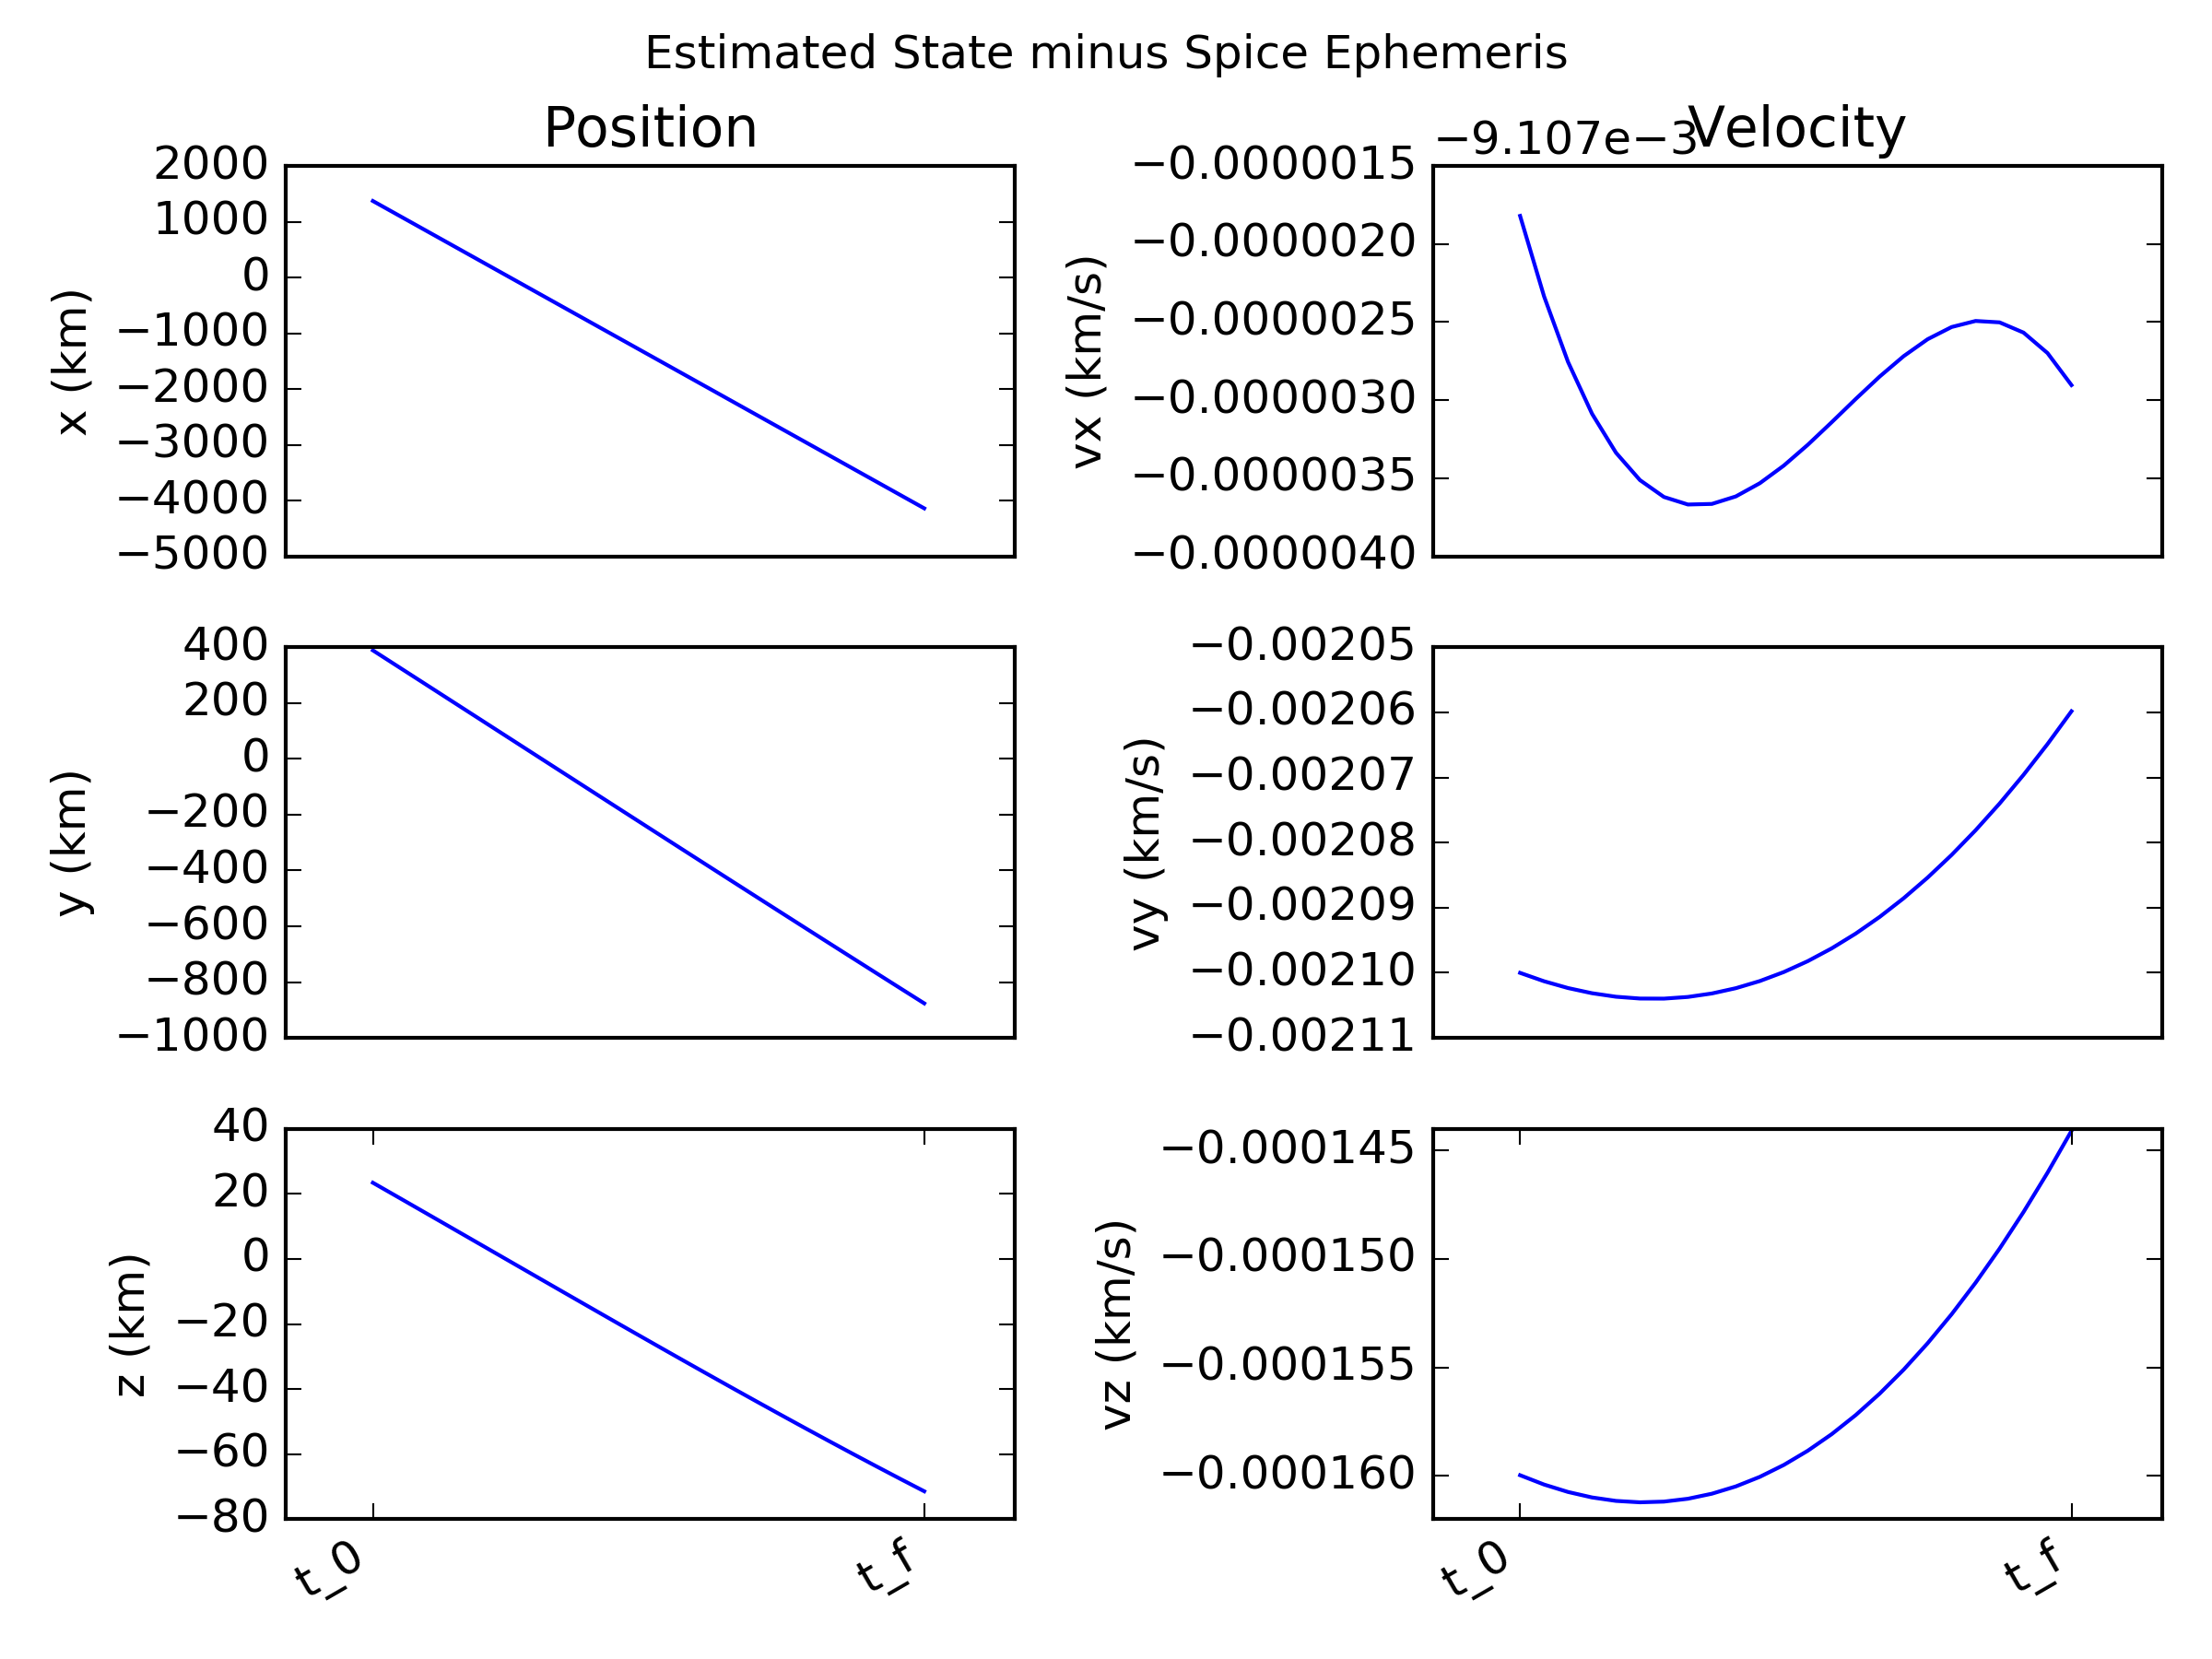 Estimated State minus Spice Ephemeris
Position
2000
1000
0
−1000
−2000
−3000
−4000
−5000
x (km)
Velocity
−9.107e−3
−0.0000015
−0.0000020
−0.0000025
−0.0000030
−0.0000035
−0.0000040
vx (km/s)
400
200
0
−200
−400
−600
−800
−1000
y (km)
−0.00205
−0.00206
−0.00207
−0.00208
−0.00209
−0.00210
−0.00211
vy (km/s)
40
20
0
−20
−40
−60
−80
z (km)
t_0
t_f
−0.000145
−0.000150
−0.000155
−0.000160
vz (km/s)
t_0
t_f